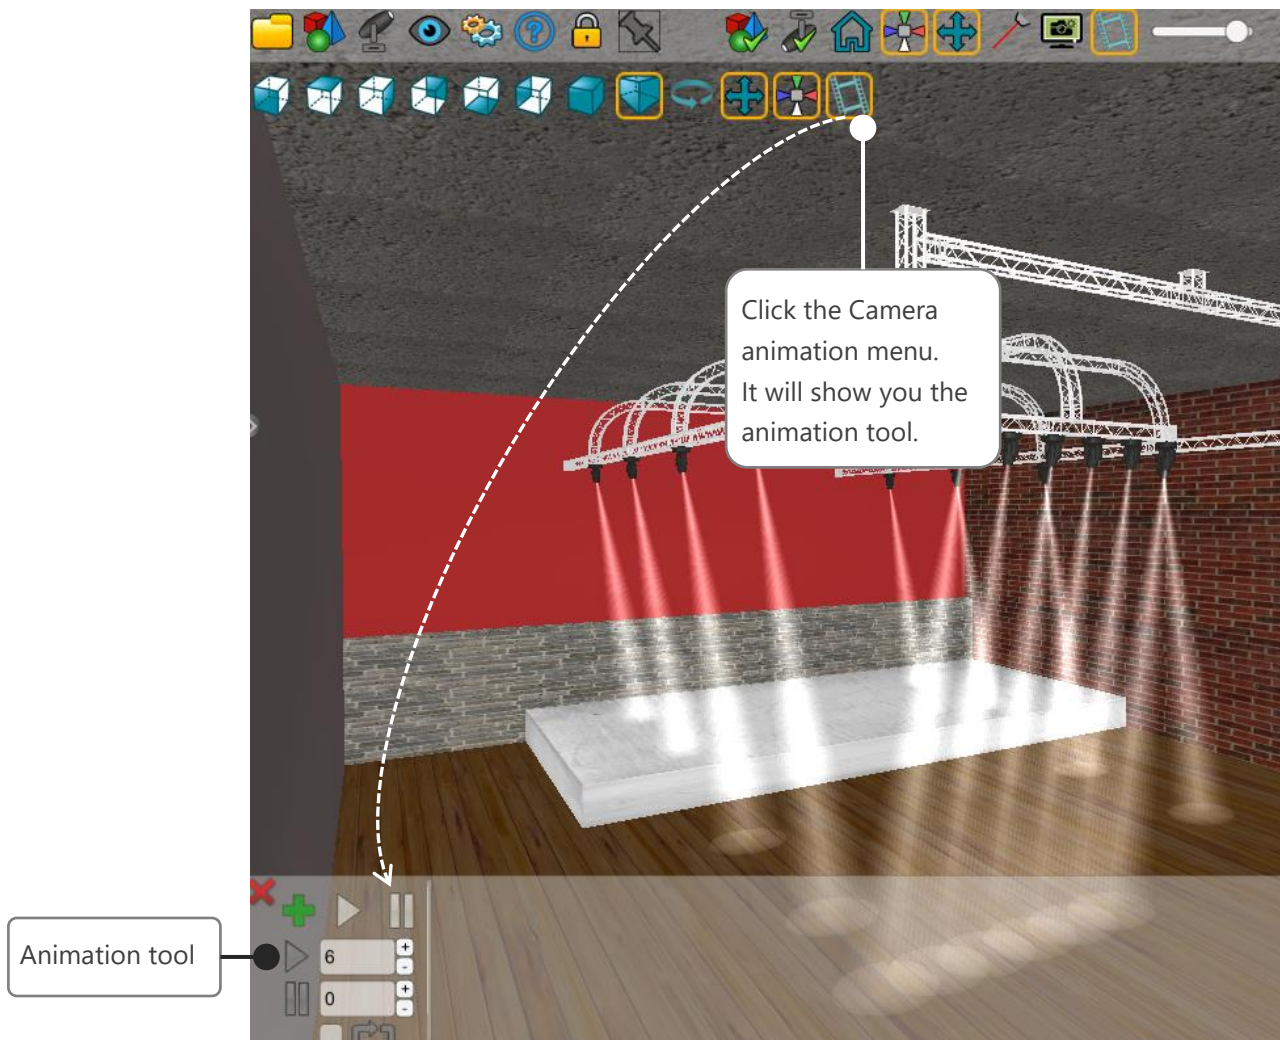 Click the Camera
animation menu.
It will show you the
animation tool.
Animation tool
6
+
-
0
+
-